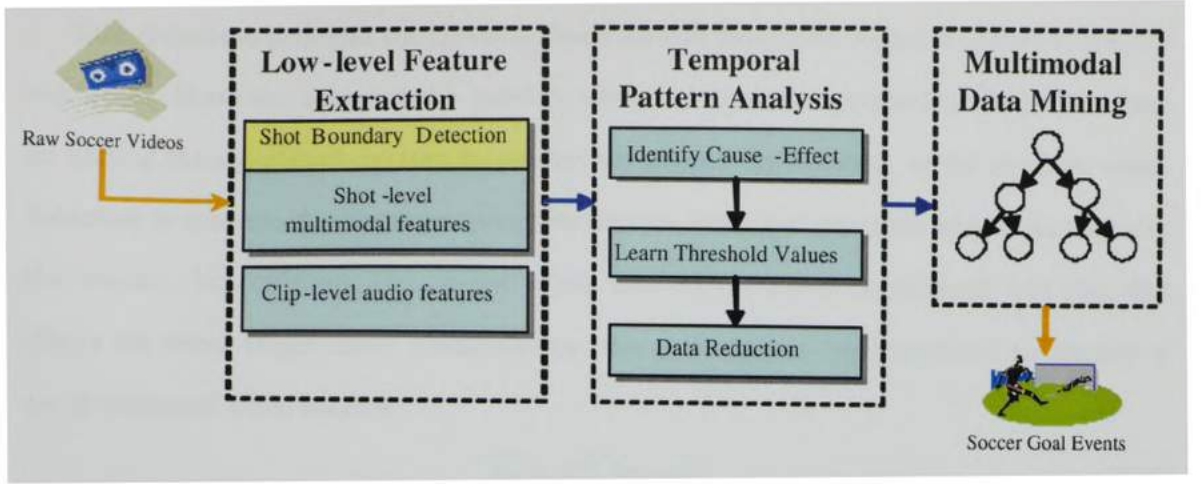 Raw Soccer Videos
Low-level Feature
Extraction
Shot Boundary Detection
Shot-level
multimodal features
Clip-level audio features
Temporal
Pattern Analysis
Identify Cause -Effect
Learn Threshold Values
Data Reduction
Multimodal
Data Mining
Soccer Goal Events